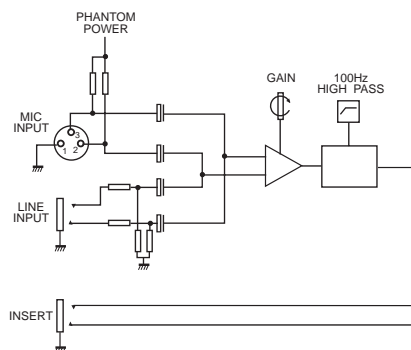 PHANTOM
POWER
MIC
INPUT
3
1
2
GAIN
100Hz
HIGH PASS
LINE
INPUT
INSERT